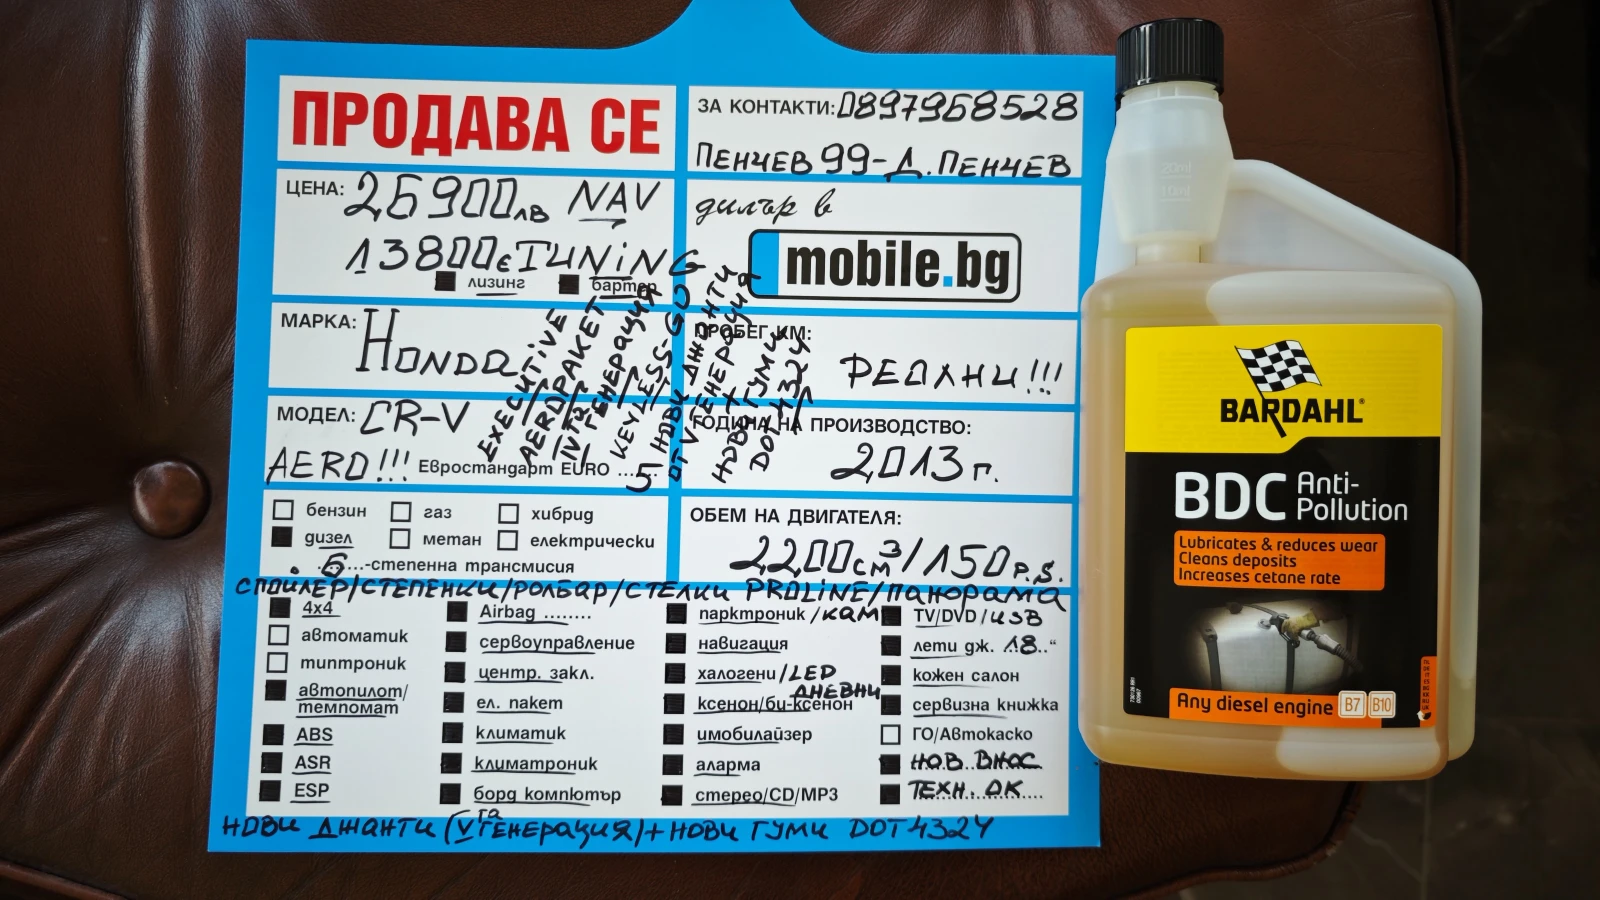 ПРОДАВА СЕ
ЗА КОНТАКТИ: 0897968528
ПЕНЧЕВ 99-Д. ПЕНЧЕВ
ЦЕНА: 26900лв NAV
13800€ TUNiNG
лизинг бартер
дилър в
mobile.bg
МАРКА: HONDA
ПРОБЕГ КМ:
РЕАЛНИ!!!
МОДЕЛ: CR-V
AERO!!! Евростандарт EURO ......
ГОДИНА НА ПРОИЗВОДСТВО:
2013г.
EXECUTIVE
AEROPAKET
IVта ГЕНЕРАЦИЯ
KEYLESS-GO
5 НОВИ ДЖАНТИ
ОТ V ГЕНЕРАЦИЯ
+
НОВИ ГУМИ
DOT 4324
бензин газ хибрид
дизел метан електрически
..6...-степенна трансмисия
ОБЕМ НА ДВИГАТЕЛЯ:
2200см³/150P.S.
СПОЙЛЕР/СТЕПЕНКИ/РОЛБАР/СТЕЛКИ PROLINE/ПАНОРАМА
4x4
автоматик
типтроник
автопилот/
темпомат
ABS
ASR
ESP
Airbag ........
сервоуправление
центр. закл.
ел. пакет
климатик
климатроник
борд компютър
парктроник/КАМ
навигация
халогени/LED
ДНЕВНИ
ксенон/би-ксенон
имобилайзер
аларма
стерео/CD/MP3
TV/DVD/USB
лети дж. 18.."
кожен салон
сервизна книжка
ГО/Автокаско
НОВ ВНОС
ТЕХН. ОК
НОВИ ДЖАНТИ (Vта ГЕНЕРАЦИЯ)+НОВИ ГУМИ DOT4324
20ml
10ml
BARDAHL®
BDC Anti-
Pollution
Lubricates & reduces wear
Cleans deposits
Increases cetane rate
Any diesel engine B7 B10